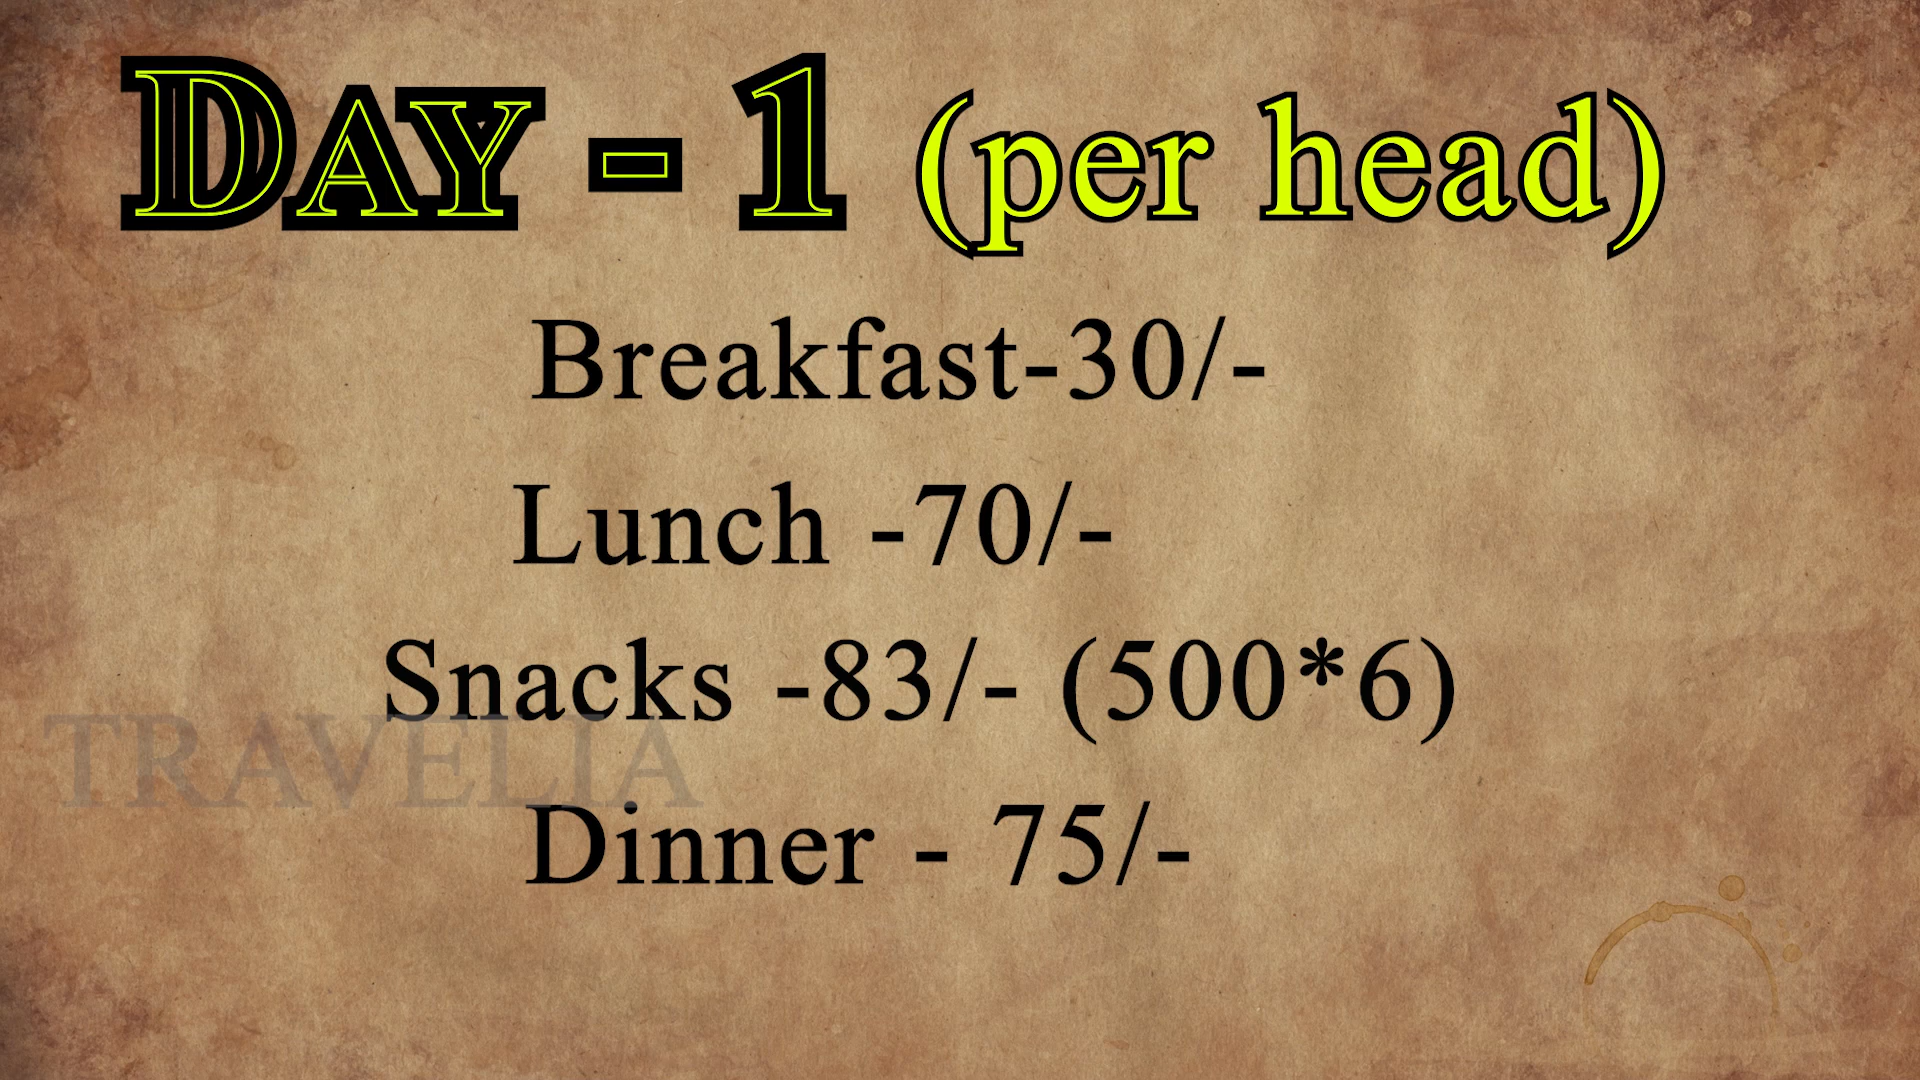 Day - 1 (per head)
Breakfast-30/-
Lunch -70/-
Snacks -83/- (500*6)
TRAVELIA
Dinner - 75/-